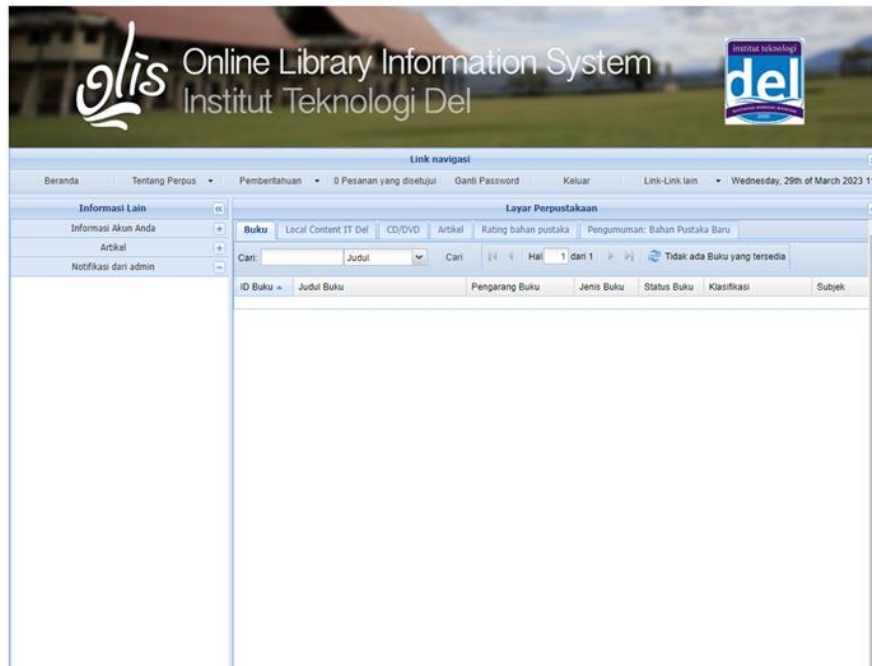 olis Online Library Information System
Institut Teknologi Del
institut teknologi
del
Link navigasi
Beranda Tentang Perpus Pemberitahuan 0 Pesanan yang disetujui Ganti Password Keluar Link-Link lain Wednesday, 29th of March 2023
Informasi Lain
Informasi Akun Anda
Artikel
Notifikasi dari admin
Layar Perpustakaan
Buku Local Content IT Del CD/DVD Artikel Rating bahan pustaka Pengumuman: Bahan Pustaka Baru
Cari: Judul Cari Hal 1 dari 1 Tidak ada Buku yang tersedia
ID Buku Judul Buku Pengarang Buku Jenis Buku Status Buku Klasifikasi Subjek